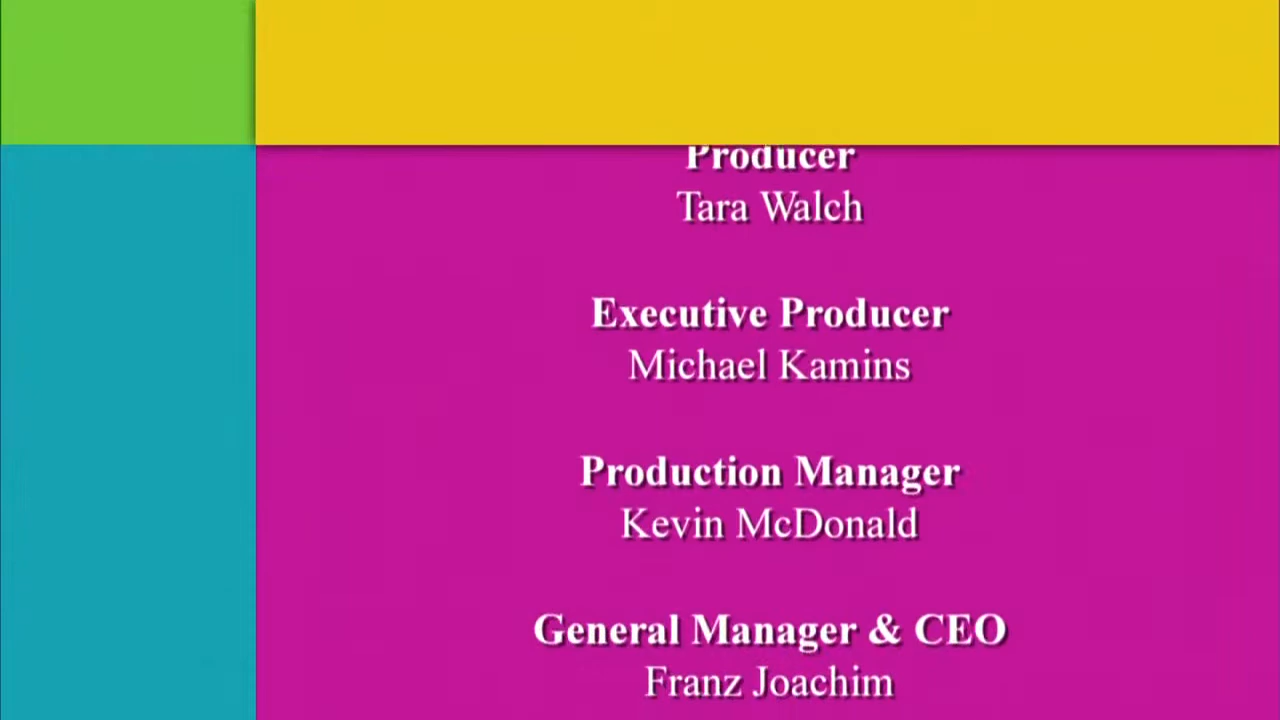 Producer
Tara Walch
Executive Producer
Michael Kamins
Production Manager
Kevin McDonald
General Manager & CEO
Franz Joachim